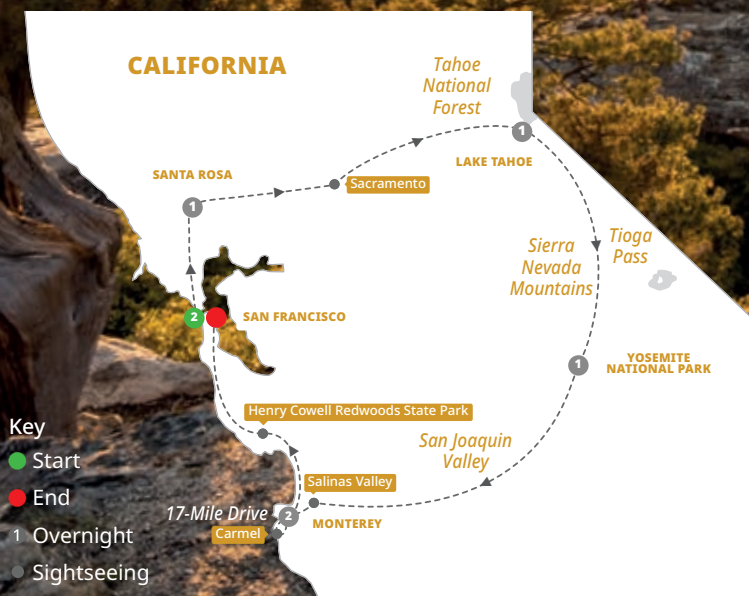 CALIFORNIA
Tahoe
National
Forest
1
LAKE TAHOE
SANTA ROSA
1
Sacramento
Sierra
Nevada
Mountains
Tioga
Pass
2
SAN FRANCISCO
1
YOSEMITE
NATIONAL PARK
Henry Cowell Redwoods State Park
San Joaquin
Valley
Salinas Valley
17-Mile Drive
2
MONTEREY
Carmel
Key
Start
End
1 Overnight
Sightseeing